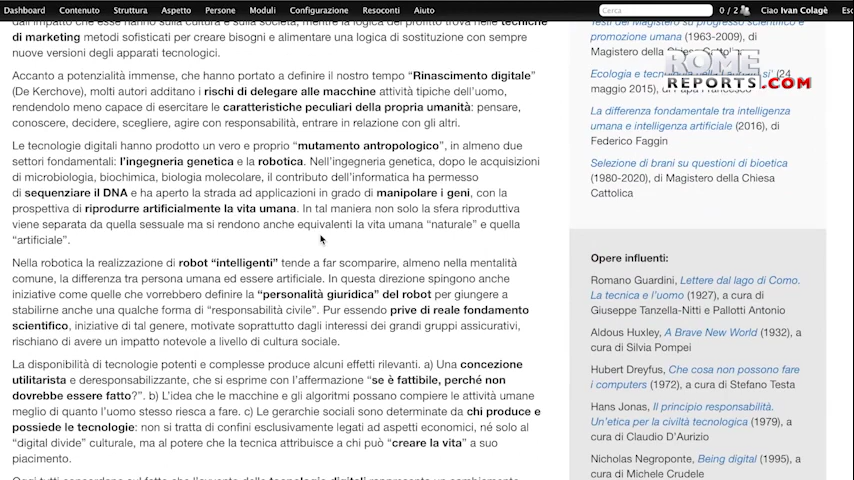 Dashboard Contenuto Struttura Aspetto Persone Moduli Configurazione Resoconti Aiuto
Cerca
0 / 2
Ciao Ivan Colagè
Esc
dall'impatto che esse hanno sulla cultura e sulla società, mentre la logica del profitto trova nelle tecniche
di marketing metodi sofisticati per creare bisogni e alimentare una logica di sostituzione con sempre
nuove versioni degli apparati tecnologici.
Accanto a potenzialità immense, che hanno portato a definire il nostro tempo “Rinascimento digitale”
(De Kerchove), molti autori additano i rischi di delegare alle macchine attività tipiche dell'uomo,
rendendolo meno capace di esercitare le caratteristiche peculiari della propria umanità: pensare,
conoscere, decidere, scegliere, agire con responsabilità, entrare in relazione con gli altri.
Le tecnologie digitali hanno prodotto un vero e proprio “mutamento antropologico”, in almeno due
settori fondamentali: l'ingegneria genetica e la robotica. Nell'ingegneria genetica, dopo le acquisizioni
di microbiologia, biochimica, biologia molecolare, il contributo dell'informatica ha permesso
di sequenziare il DNA e ha aperto la strada ad applicazioni in grado di manipolare i geni, con la
prospettiva di riprodurre artificialmente la vita umana. In tal maniera non solo la sfera riproduttiva
viene separata da quella sessuale ma si rendono anche equivalenti la vita umana “naturale” e quella
“artificiale”.
Nella robotica la realizzazione di robot “intelligenti” tende a far scomparire, almeno nella mentalità
comune, la differenza tra persona umana ed essere artificiale. In questa direzione spingono anche
iniziative come quelle che vorrebbero definire la “personalità giuridica” del robot per giungere a
stabilirne anche una qualche forma di “responsabilità civile”. Pur essendo prive di reale fondamento
scientifico, iniziative di tal genere, motivate soprattutto dagli interessi dei grandi gruppi assicurativi,
rischiano di avere un impatto notevole a livello di cultura sociale.
La disponibilità di tecnologie potenti e complesse produce alcuni effetti rilevanti. a) Una concezione
utilitarista e deresponsabilizzante, che si esprime con l'affermazione “se è fattibile, perché non
dovrebbe essere fatto?”. b) L'idea che le macchine e gli algoritmi possano compiere le attività umane
meglio di quanto l'uomo stesso riesca a fare. c) Le gerarchie sociali sono determinate da chi produce e
possiede le tecnologie: non si tratta di confini esclusivamente legati ad aspetti economici, né solo al
“digital divide” culturale, ma al potere che la tecnica attribuisce a chi può “creare la vita” a suo
piacimento.
Oggi tutti concordano sul fatto che l'avvento delle tecnologie digitali rappresenta un cambiamento
Testi del Magistero su progresso scientifico e
promozione umana (1963-2009), di
Magistero della Chiesa Cattolica
Ecologia e tecnologia nella Laudato si' (24
maggio 2015), di Papa Francesco
ROME
REPORTS.COM
La differenza fondamentale tra intelligenza
umana e intelligenza artificiale (2016), di
Federico Faggin
Selezione di brani su questioni di bioetica
(1980-2020), di Magistero della Chiesa
Cattolica
Opere influenti:
Romano Guardini, Lettere dal lago di Como.
La tecnica e l'uomo (1927), a cura di
Giuseppe Tanzella-Nitti e Pallotti Antonio
Aldous Huxley, A Brave New World (1932), a
cura di Silvia Pompei
Hubert Dreyfus, Che cosa non possono fare
i computers (1972), a cura di Stefano Testa
Hans Jonas, Il principio responsabilità.
Un'etica per la civiltà tecnologica (1979), a
cura di Claudio D'Aurizio
Nicholas Negroponte, Being digital (1995), a
cura di Michele Crudele